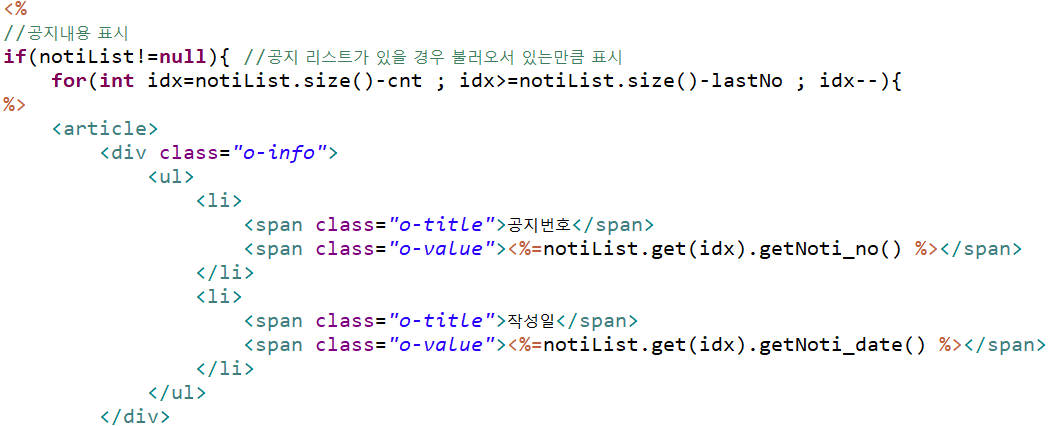 <%
//공지내용 표시
if(notiList!=null){ //공지 리스트가 있을 경우 불러오서 있는만큼 표시
    for(int idx=notiList.size()-cnt ; idx>=notiList.size()-lastNo ; idx--){
%>
    <article>
        <div class="o-info">
            <ul>
                <li>
                    <span class="o-title">공지번호</span>
                    <span class="o-value"><%=notiList.get(idx).getNoti_no() %></span>
                </li>
                <li>
                    <span class="o-title">작성일</span>
                    <span class="o-value"><%=notiList.get(idx).getNoti_date() %></span>
                </li>
            </ul>
        </div>